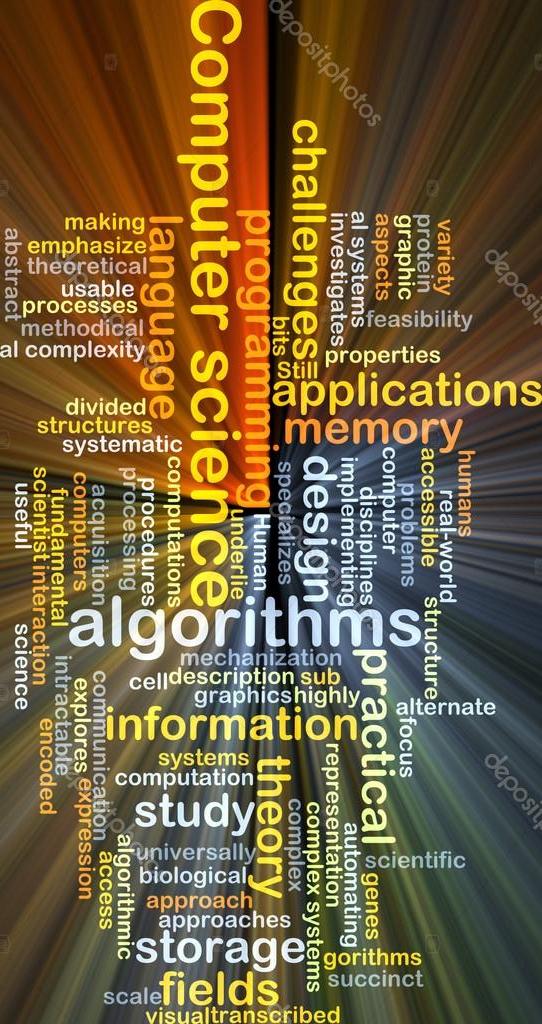 Computer science
challenges
programming
language
making
emphasize
theoretical
usable
processes
methodical
al complexity
abstract
investigates
al systems
aspects
graphic
protein
variety
feasibility
bits
properties
Still
applications
memory
divided
structures
systematic
computations
procedures
processing
acquisition
computers
fundamental
scientist
useful
interaction
underlie
Human
specializes
design
implementing
disciplines
computer
problems
accessible
real-world
humans
structure
algorithms
mechanization
cell
description
sub
graphics
highly
practical
alternate
focus
science
intractable
explores
communication
encoded
expression
information
systems
computation
theory
representation
study
complex
complex systems
automating
scientific
universally
biological
algorithmic
access
approach
approaches
genes
storage
gorithms
succinct
scale
fields
visual
transcribed
depositphotos